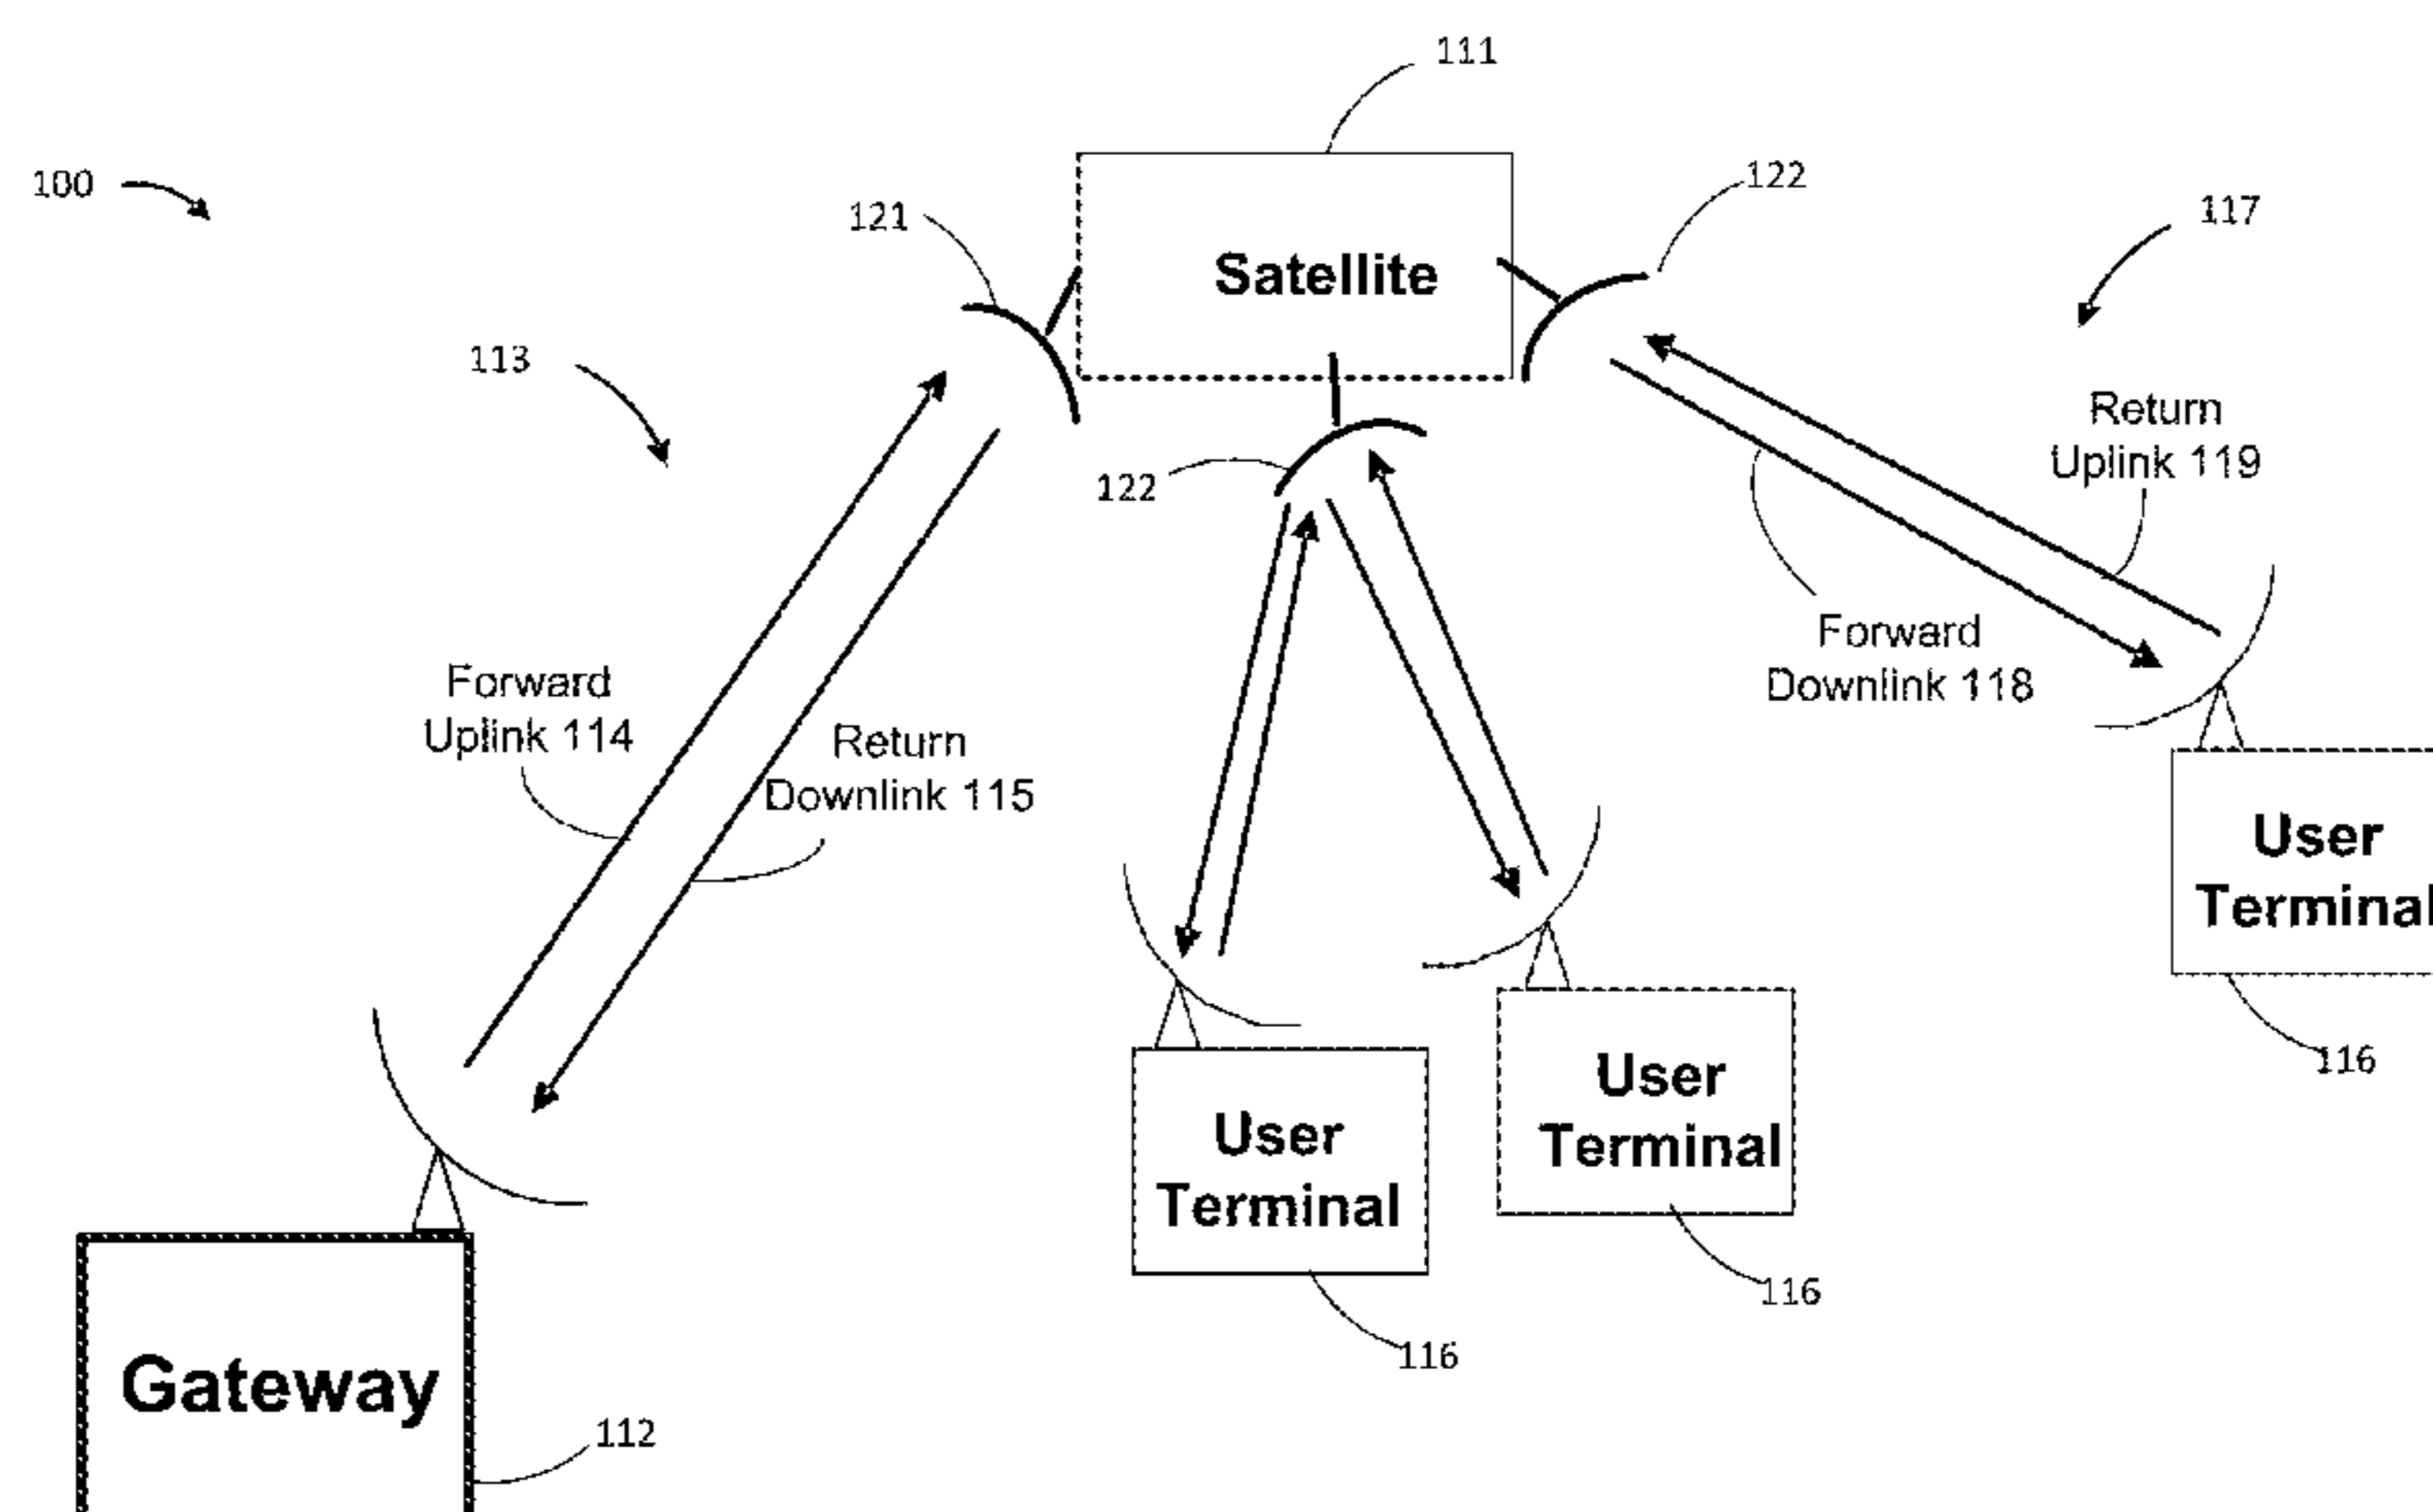 111
100
122
121
117
Satellite
113
Return
Uplink 119
122
Forward
Downlink 118
Forward
Uplink 114
Return
Downlink 115
User
Terminal
116
User
Terminal
116
User
Terminal
116
Gateway
112